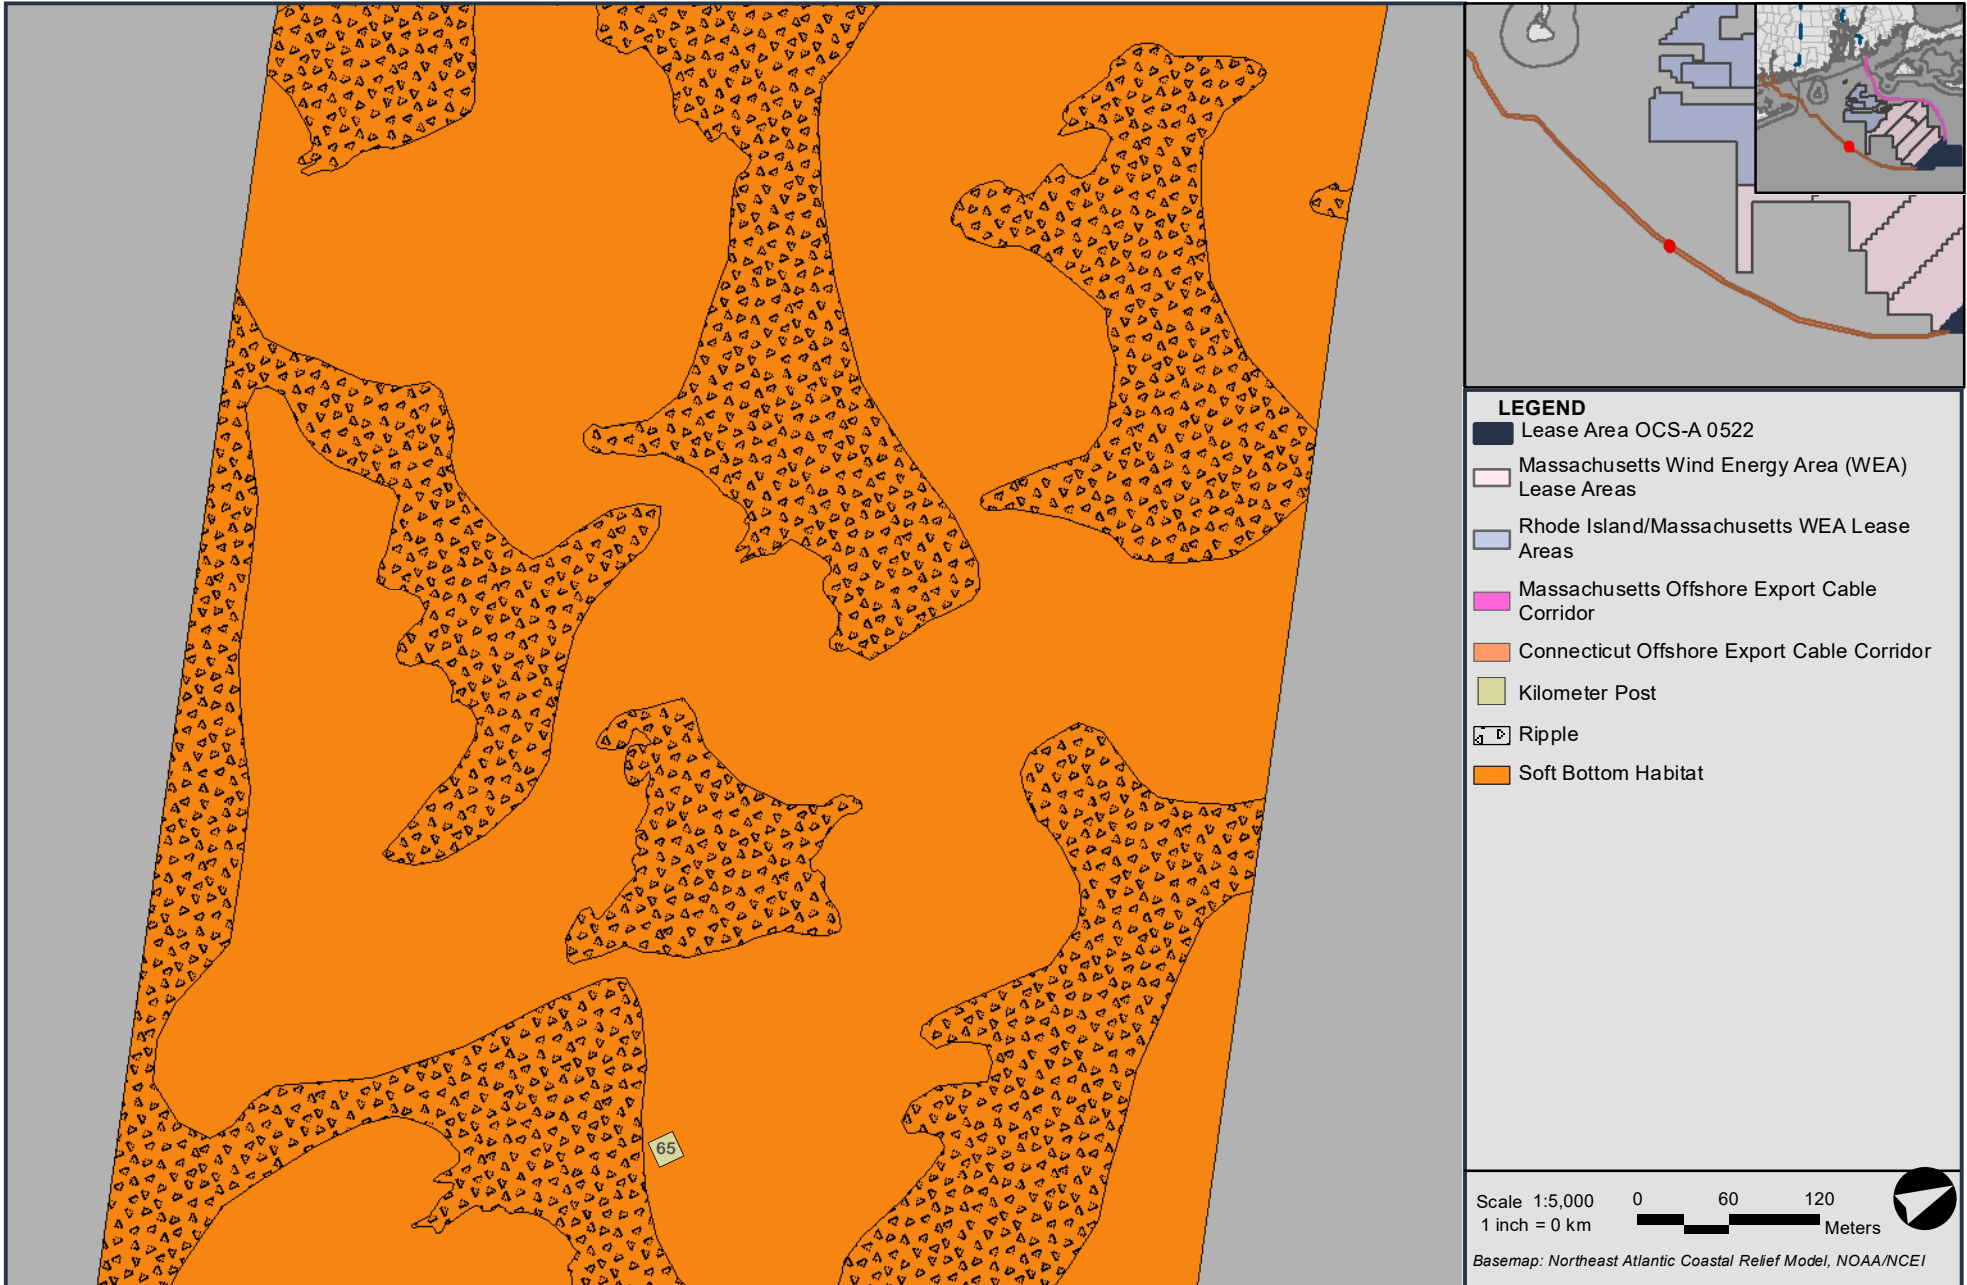 LEGEND
Lease Area OCS-A 0522
Massachusetts Wind Energy Area (WEA)
Lease Areas
Rhode Island/Massachusetts WEA Lease
Areas
Massachusetts Offshore Export Cable
Corridor
Connecticut Offshore Export Cable Corridor
Kilometer Post
Ripple
Soft Bottom Habitat
65
Scale 1:5,000
1 inch = 0 km
0 60 120
Meters
Basemap: Northeast Atlantic Coastal Relief Model, NOAA/NCEI